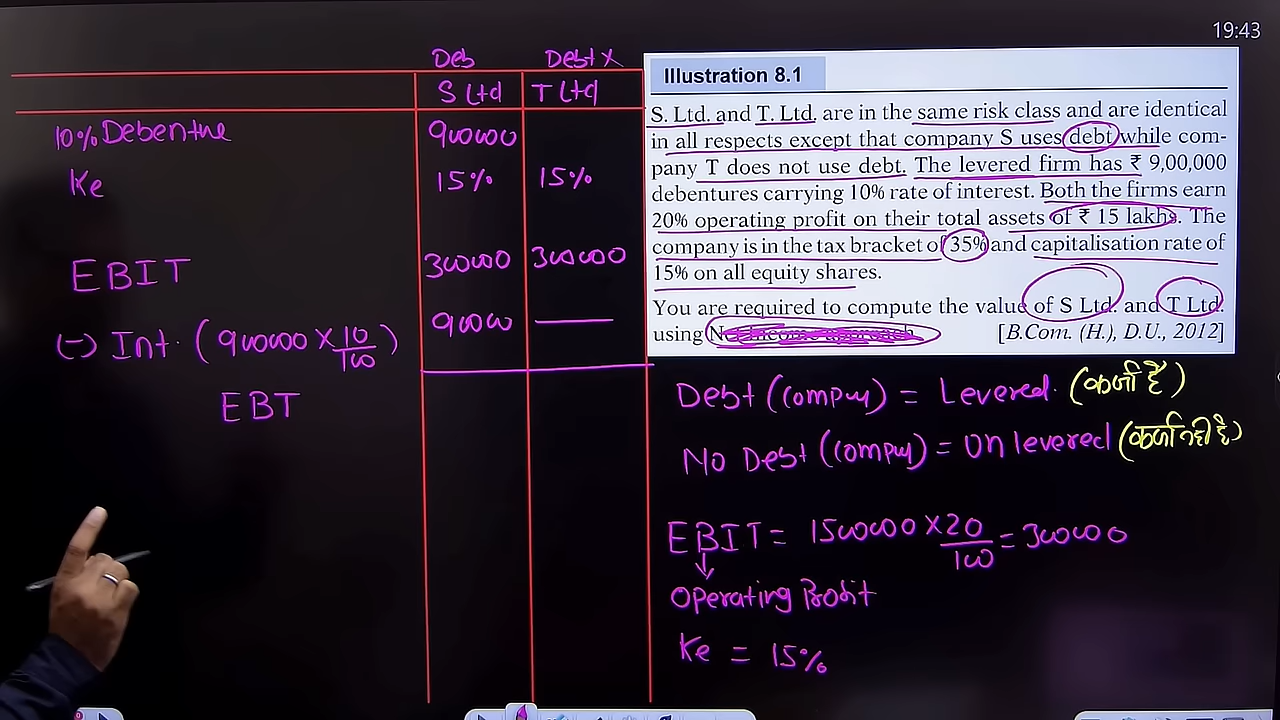 19:43
Deb Debt X
S Ltd T Ltd
10% Debenture 900000
Ke 15% 15%
EBIT 300000 300000
(-) Int. (900000 × 10/100) 90000 —
EBT
Illustration 8.1
S. Ltd. and T. Ltd. are in the same risk class and are identical
in all respects except that company S uses debt while com-
pany T does not use debt. The levered firm has ₹ 9,00,000
debentures carrying 10% rate of interest. Both the firms earn
20% operating profit on their total assets of ₹ 15 lakhs. The
company is in the tax bracket of 35% and capitalisation rate of
15% on all equity shares.
You are required to compute the value of S Ltd. and T Ltd.
using [B.Com. (H.), D.U., 2012]
Debt (Company) = Levered. (कर्जा है)
No Debt (Company) = Unlevered (कर्जा नही है)
EBIT = 1500000 × 20/100 = 300000
↓
Operating Profit
Ke = 15%